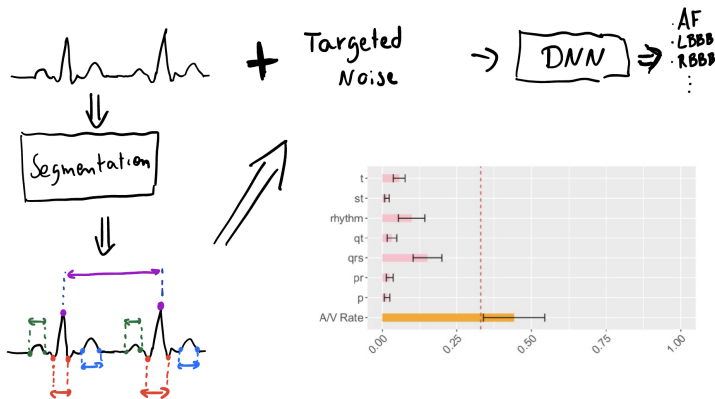 Targeted
Noise
+
→
DNN
⇒
· AF
· LBBB
· RBBB
⋮
Segmentation
t
st
rhythm
qt
qrs
pr
p
A/V Rate
0.00
0.25
0.50
0.75
1.00